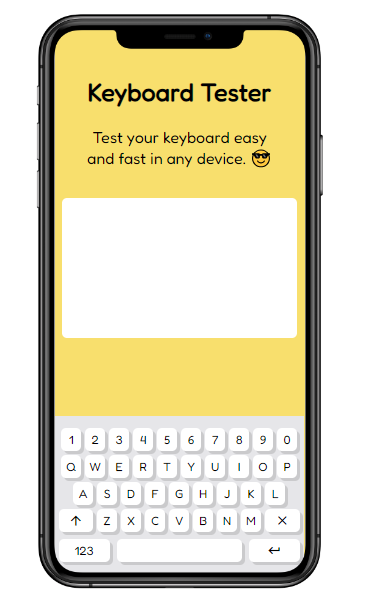 Keyboard Tester
Test your keyboard easy
and fast in any device. 😎
1 2 3 4 5 6 7 8 9 0
Q W E R T Y U I O P
A S D F G H J K L
↑ Z X C V B N M ✕
123 ↵